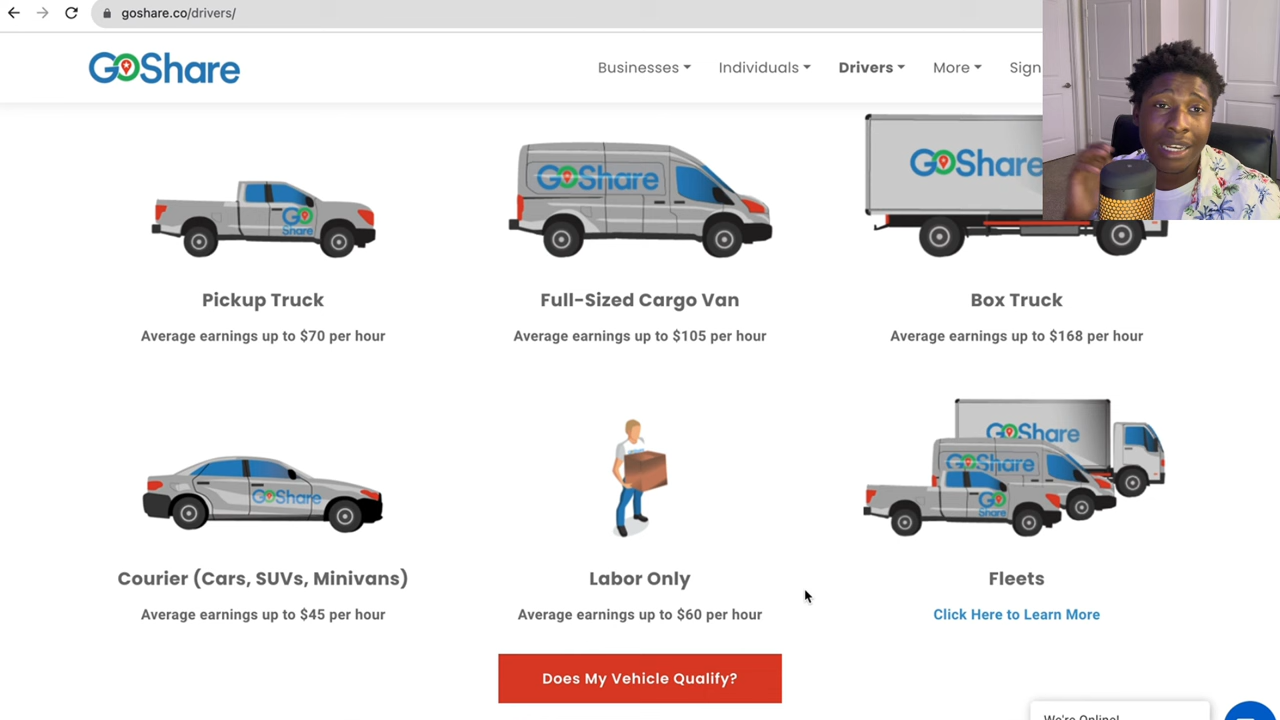 goshare.co/drivers/
GoShare
Businesses
Individuals
Drivers
More
Sign
GoShare
GoShare
GoShare
Pickup Truck
Full-Sized Cargo Van
Box Truck
Average earnings up to $70 per hour
Average earnings up to $105 per hour
Average earnings up to $168 per hour
GoShare
GoShare
GoShare
GoShare
Courier (Cars, SUVs, Minivans)
Labor Only
Fleets
Average earnings up to $45 per hour
Average earnings up to $60 per hour
Click Here to Learn More
Does My Vehicle Qualify?
We're Online!